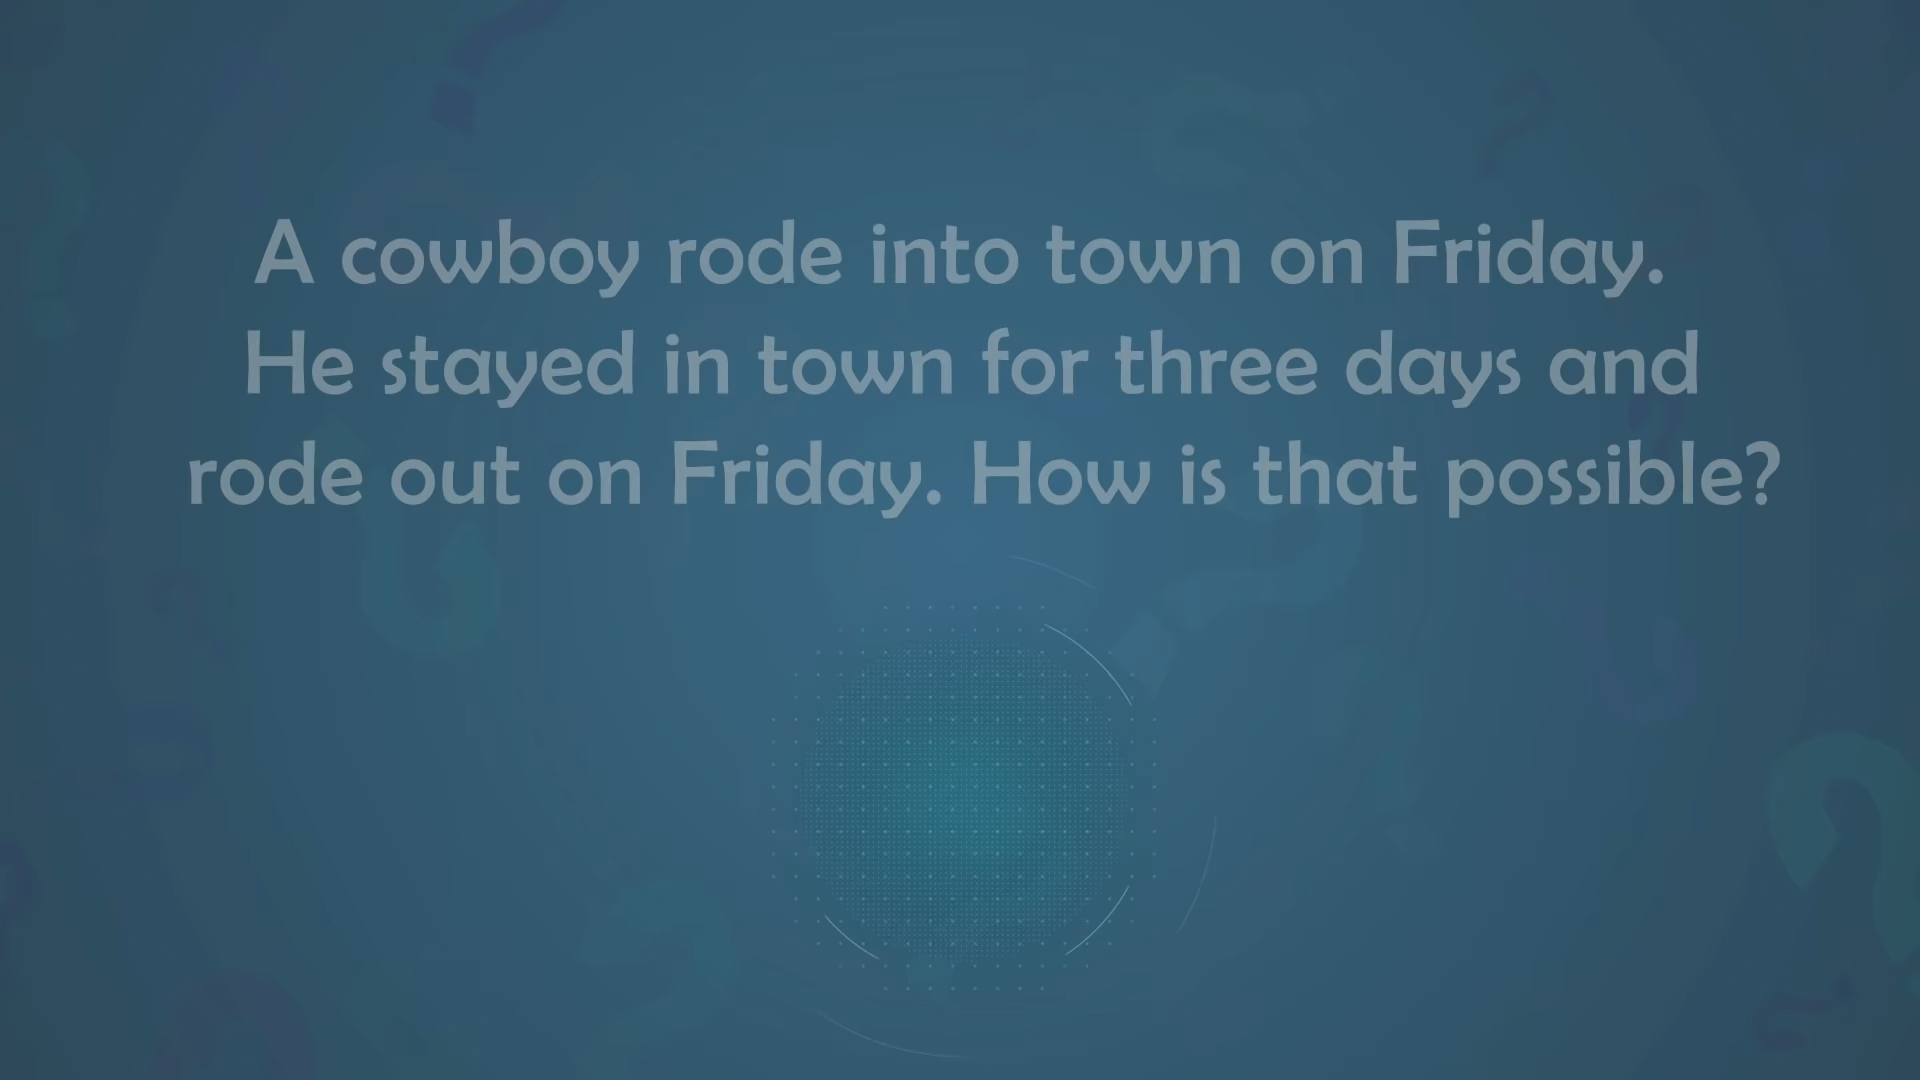 A cowboy rode into town on Friday.
He stayed in town for three days and
rode out on Friday. How is that possible?